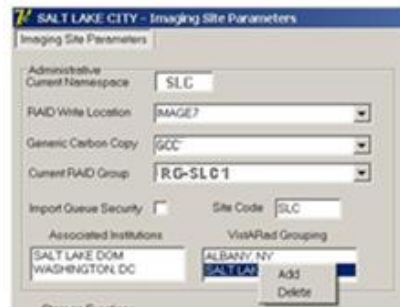 SALT LAKE CITY - Imaging Site Parameters
Imaging Site Parameters
Administrative
Current Namespace SLC
RAID Write Location IMAGE7
Generic Carbon Copy GCC
Current RAID Group RG-SLC1
Import Queue Security Site Code SLC
Associated Institutions VistARad Grouping
SALT LAKE DOM ALBANY, NY
WASHINGTON, DC SALT LAK
Add
Delete